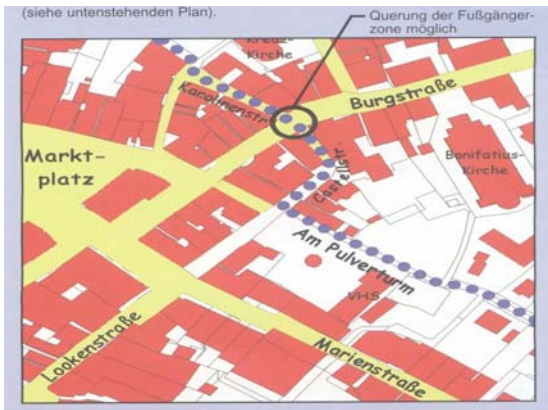 (siehe untenstehenden Plan).
Querung der Fußgänger-
zone möglich
Kreuz-
Kirche
Karolinenstr.
Burgstraße
Markt-
platz
Castellstr.
Bonifatius-
Kirche
Am Pulverturm
VHS
Lookenstraße
Marienstraße